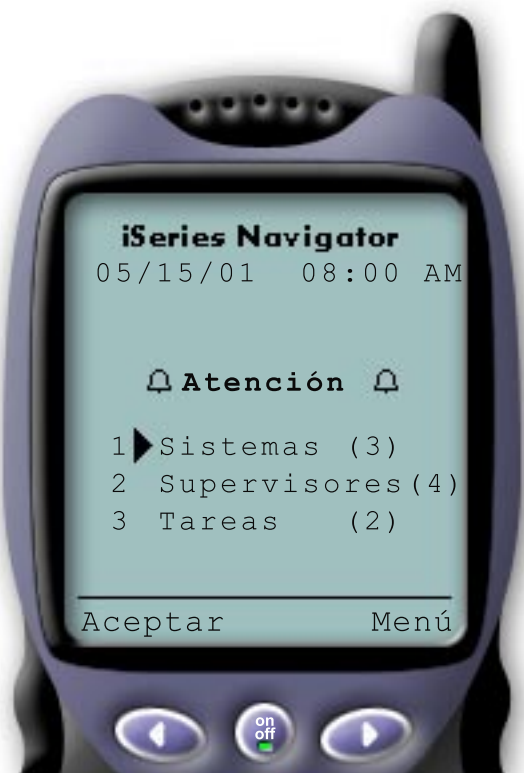 iSeries Navigator
05/15/01 08:00 AM
Atención
1 Sistemas (3)
2 Supervisores(4)
3 Tareas (2)
Aceptar Menú
on
off